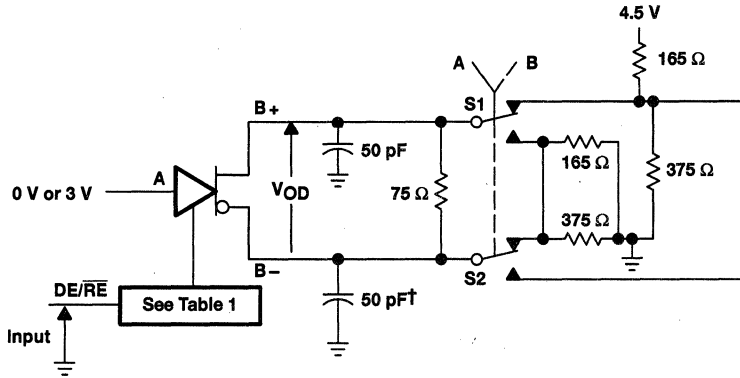 4.5 V
165 Ω
A
B
S1
B+
50 pF
165 Ω
375 Ω
A
0 V or 3 V
VOD
75 Ω
375 Ω
B−
S2
DE/R̅E̅
See Table 1
50 pF†
Input